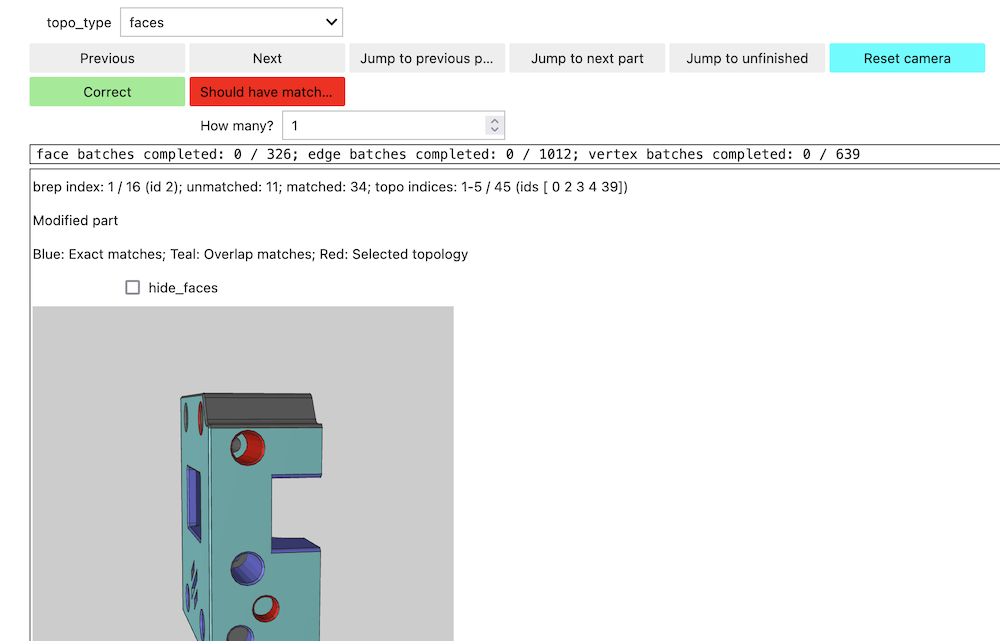 topo_type faces
Previous Next Jump to previous p... Jump to next part Jump to unfinished Reset camera
Correct Should have match...
How many? 1
face batches completed: 0 / 326; edge batches completed: 0 / 1012; vertex batches completed: 0 / 639
brep index: 1 / 16 (id 2); unmatched: 11; matched: 34; topo indices: 1-5 / 45 (ids [ 0 2 3 4 39])
Modified part
Blue: Exact matches; Teal: Overlap matches; Red: Selected topology
hide_faces